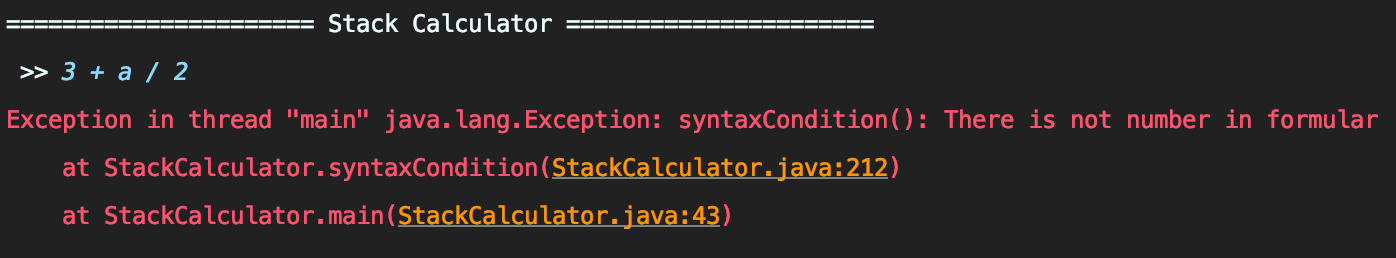 ====================== Stack Calculator ======================
>> 3 + a / 2
Exception in thread "main" java.lang.Exception: syntaxCondition(): There is not number in formular
at StackCalculator.syntaxCondition(StackCalculator.java:212)
at StackCalculator.main(StackCalculator.java:43)